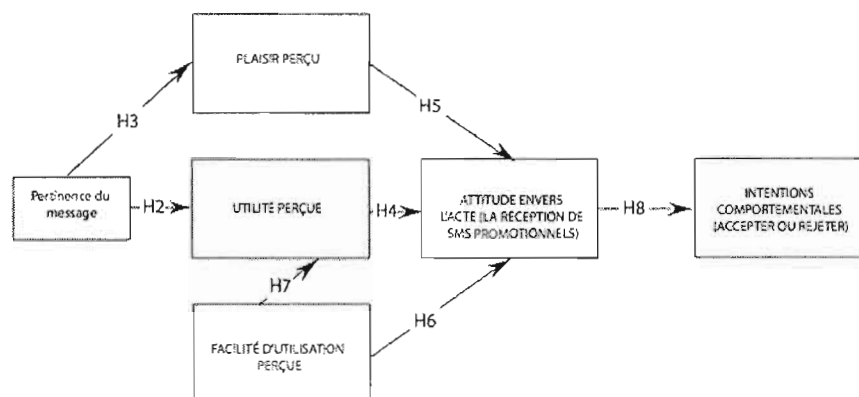 PLAISIR PERÇU
H3
H5
Pertinence du
message
H2
UTILITÉ PERÇUE
H4
ATTITUDE ENVERS
L'ACTE (LA RÉCEPTION DE
SMS PROMOTIONNELS)
H8
INTENTIONS
COMPORTEMENTALES
(ACCEPTER OU REJETER)
H7
H6
FACILITÉ D'UTILISATION
PERÇUE